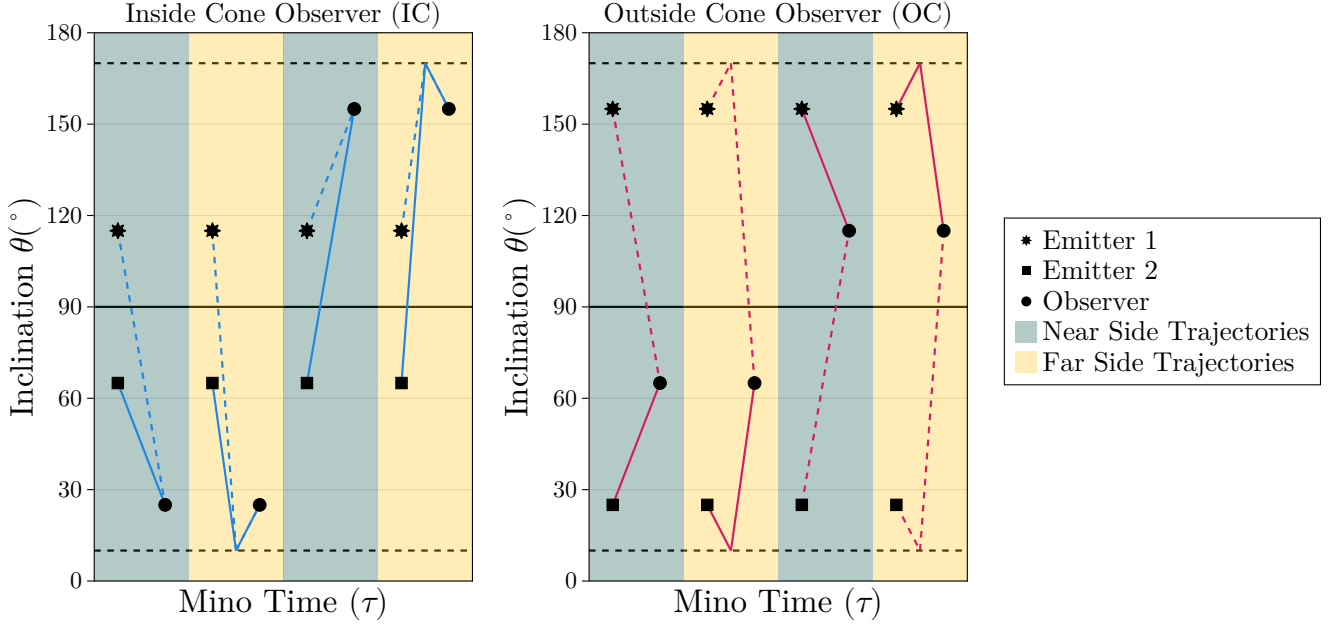 Inside Cone Observer (IC)
Outside Cone Observer (OC)
180
150
120
90
60
30
0
Inclination θ(°)
Mino Time (τ)
180
150
120
90
60
30
0
Inclination θ(°)
Mino Time (τ)
Emitter 1
Emitter 2
Observer
Near Side Trajectories
Far Side Trajectories